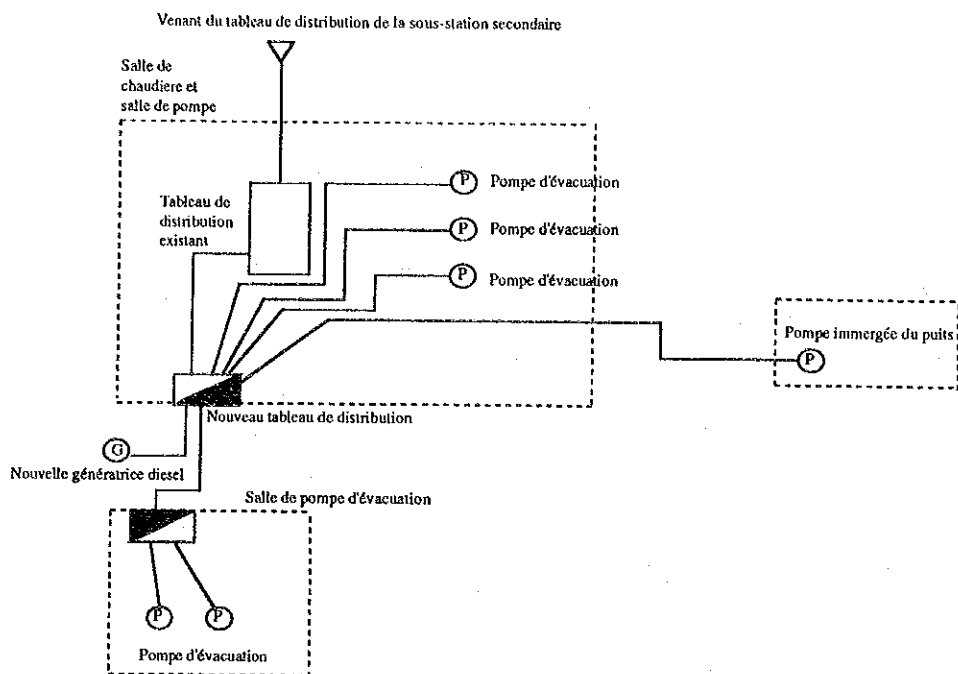 Venant du tableau de distribution de la sous-station secondaire
Salle de
chaudiere et
salle de pompe
P
Pompe d'évacuation
Tableau de
distribution
existant
P
Pompe d'évacuation
P
Pompe d'évacuation
Pompe immergée du puits
P
Nouveau tableau de distribution
G
Nouvelle génératrice diesel
Salle de pompe d'évacuation
P
P
Pompe d'évacuation